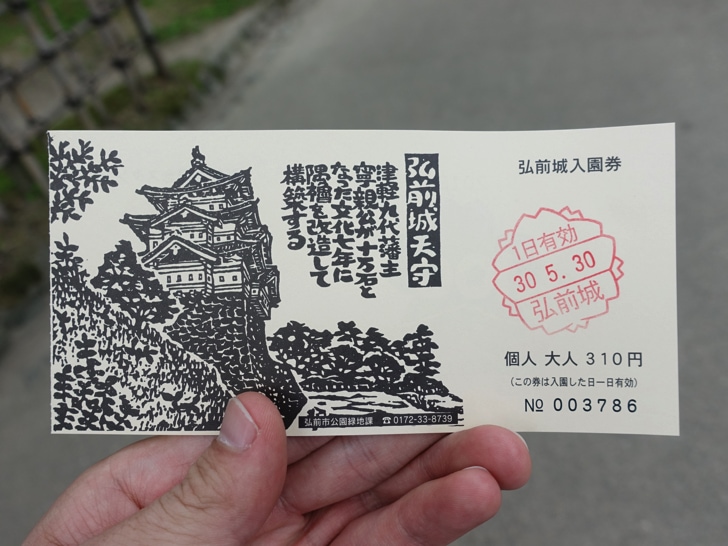 弘前城天守
津軽九代藩主
寧親公が十万石と
なった文化七年に
隅櫓を改造して
構築する
弘前市公園緑地課 ☎0172-33-8739
弘前城入園券
1日有効
30.5.30
弘前城
個人 大人 310円
(この券は入園した日一日有効)
№ 003786